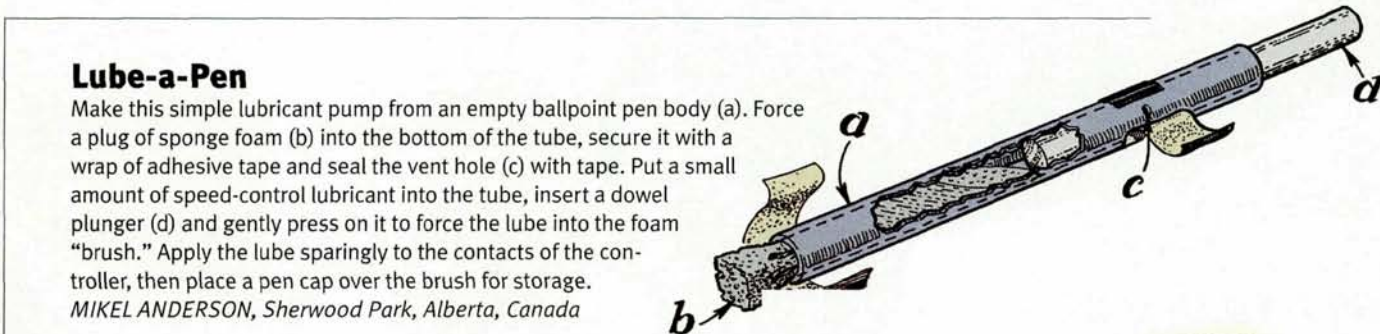 Lube-a-Pen
Make this simple lubricant pump from an empty ballpoint pen body (a). Force
a plug of sponge foam (b) into the bottom of the tube, secure it with a
wrap of adhesive tape and seal the vent hole (c) with tape. Put a small
amount of speed-control lubricant into the tube, insert a dowel
plunger (d) and gently press on it to force the lube into the foam
“brush.” Apply the lube sparingly to the contacts of the con-
troller, then place a pen cap over the brush for storage.
MIKEL ANDERSON, Sherwood Park, Alberta, Canada
a
b
c
d